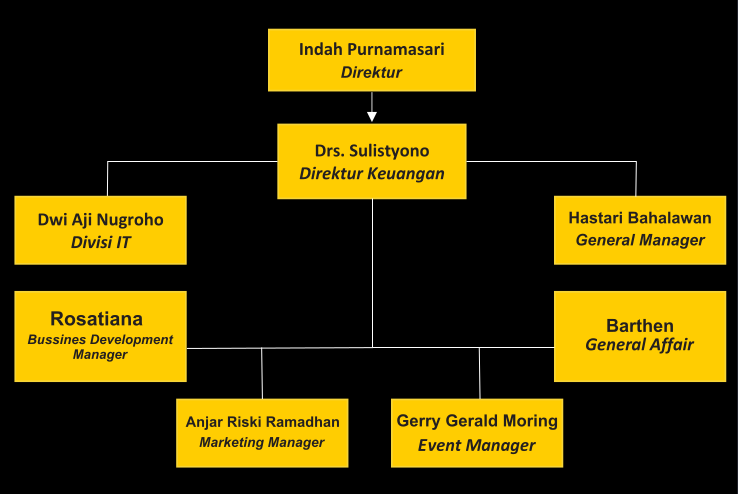 Indah Purnamasari
Direktur
Drs. Sulistyono
Direktur Keuangan
Dwi Aji Nugroho
Divisi IT
Hastari Bahalawan
General Manager
Rosatiana
Bussines Development
Manager
Barthen
General Affair
Anjar Riski Ramadhan
Marketing Manager
Gerry Gerald Moring
Event Manager